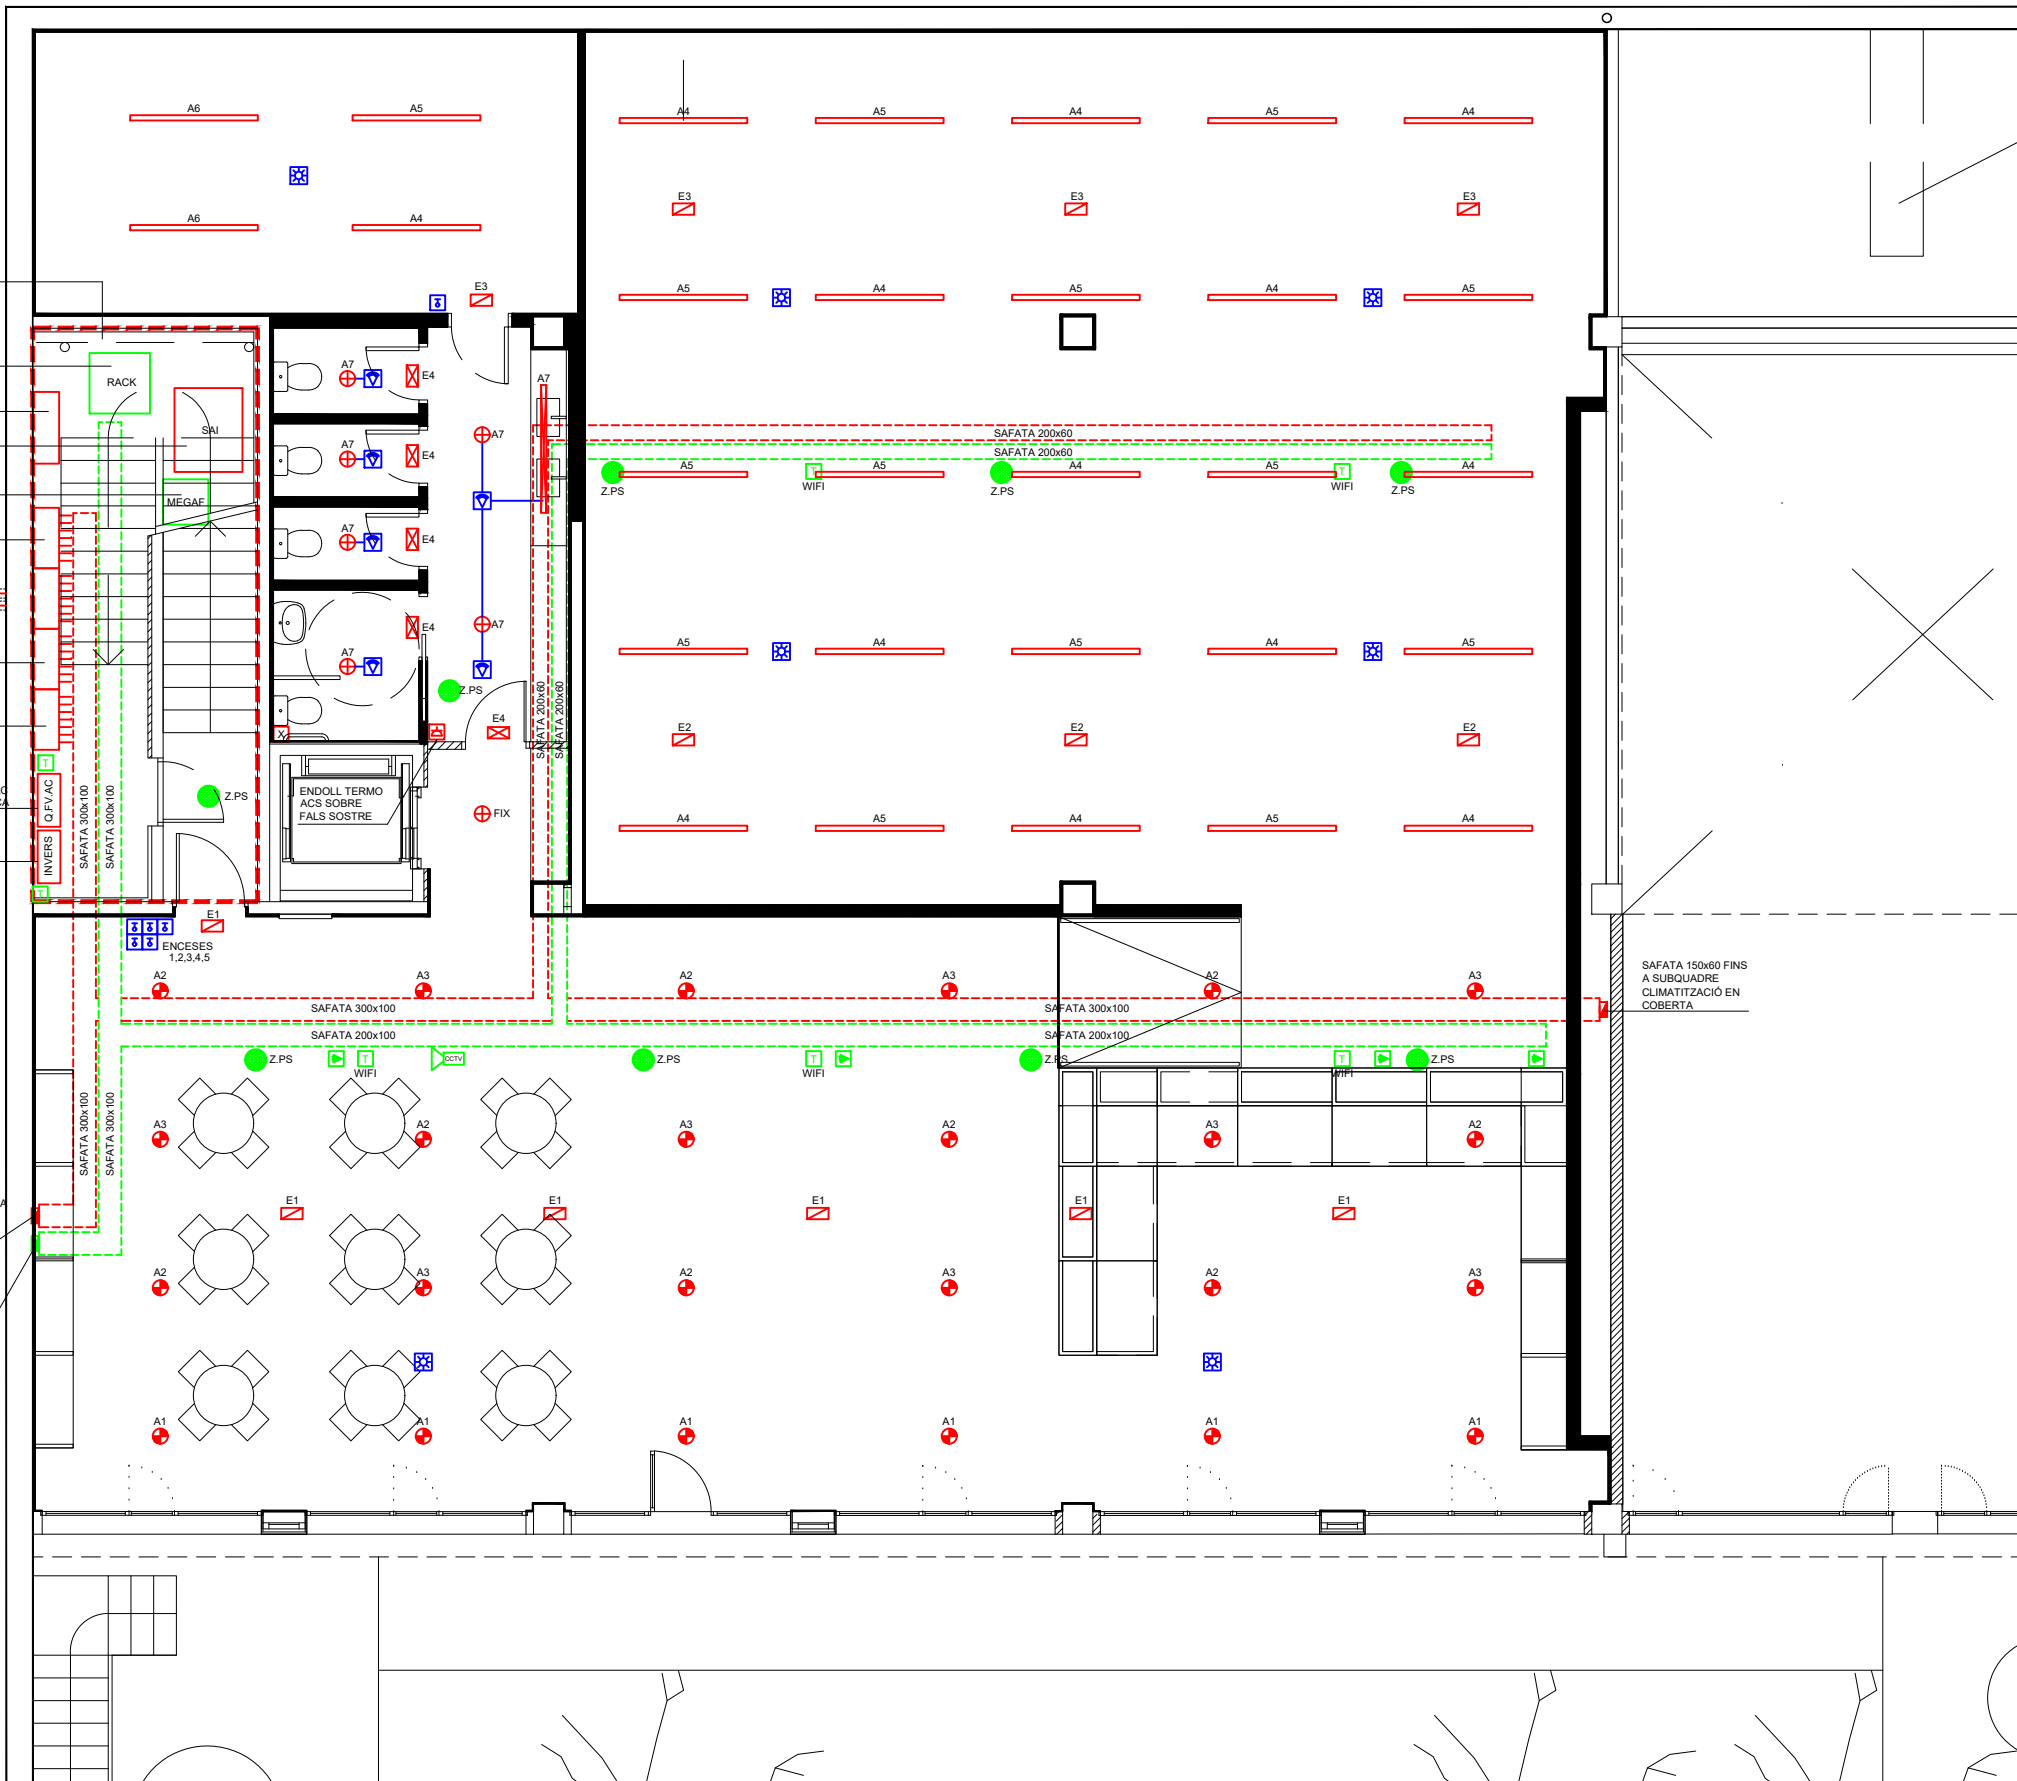 A6
A5
A4
A5
A4
A5
A4
E3
E3
E3
A6
A4
E3
A5
A4
A5
A4
A5
RACK
A7
E4
A7
SAI
A7
E4
A7
SAFATA 200x60
SAFATA 200x60
A5
A5
A4
A5
A4
Z.PS
T
WIFI
Z.PS
T
WIFI
Z.PS
MEGAF
A7
E4
A7
E4
A7
A5
A4
A5
A4
A5
Z.PS
SAFATA 200x60
SAFATA 200x60
X
E4
E2
E2
E2
T
Q.FV.AC
INVERS
T
SAFATA 300x100
SAFATA 300x100
Z.PS
ENDOLL TERMO
ACS SOBRE
FALS SOSTRE
FIX
A4
A5
A4
A5
A4
E1
ENCESES
1,2,3,4,5
A2
A3
A2
A3
A2
A3
SAFATA 150x60 FINS
A SUBQUADRE
CLIMATITZACIÓ EN
COBERTA
SAFATA 300x100
SAFATA 300x100
SAFATA 200x100
SAFATA 200x100
Z.PS
T
WIFI
CCTV
Z.PS
T
WIFI
Z.PS
T
WIFI
Z.PS
SAFATA 300x100
SAFATA 300x100
A3
A2
A3
A2
A3
A2
A
E1
E1
E1
E1
E1
A2
A3
A2
A3
A2
A3
A1
A1
A1
A1
A1
A1